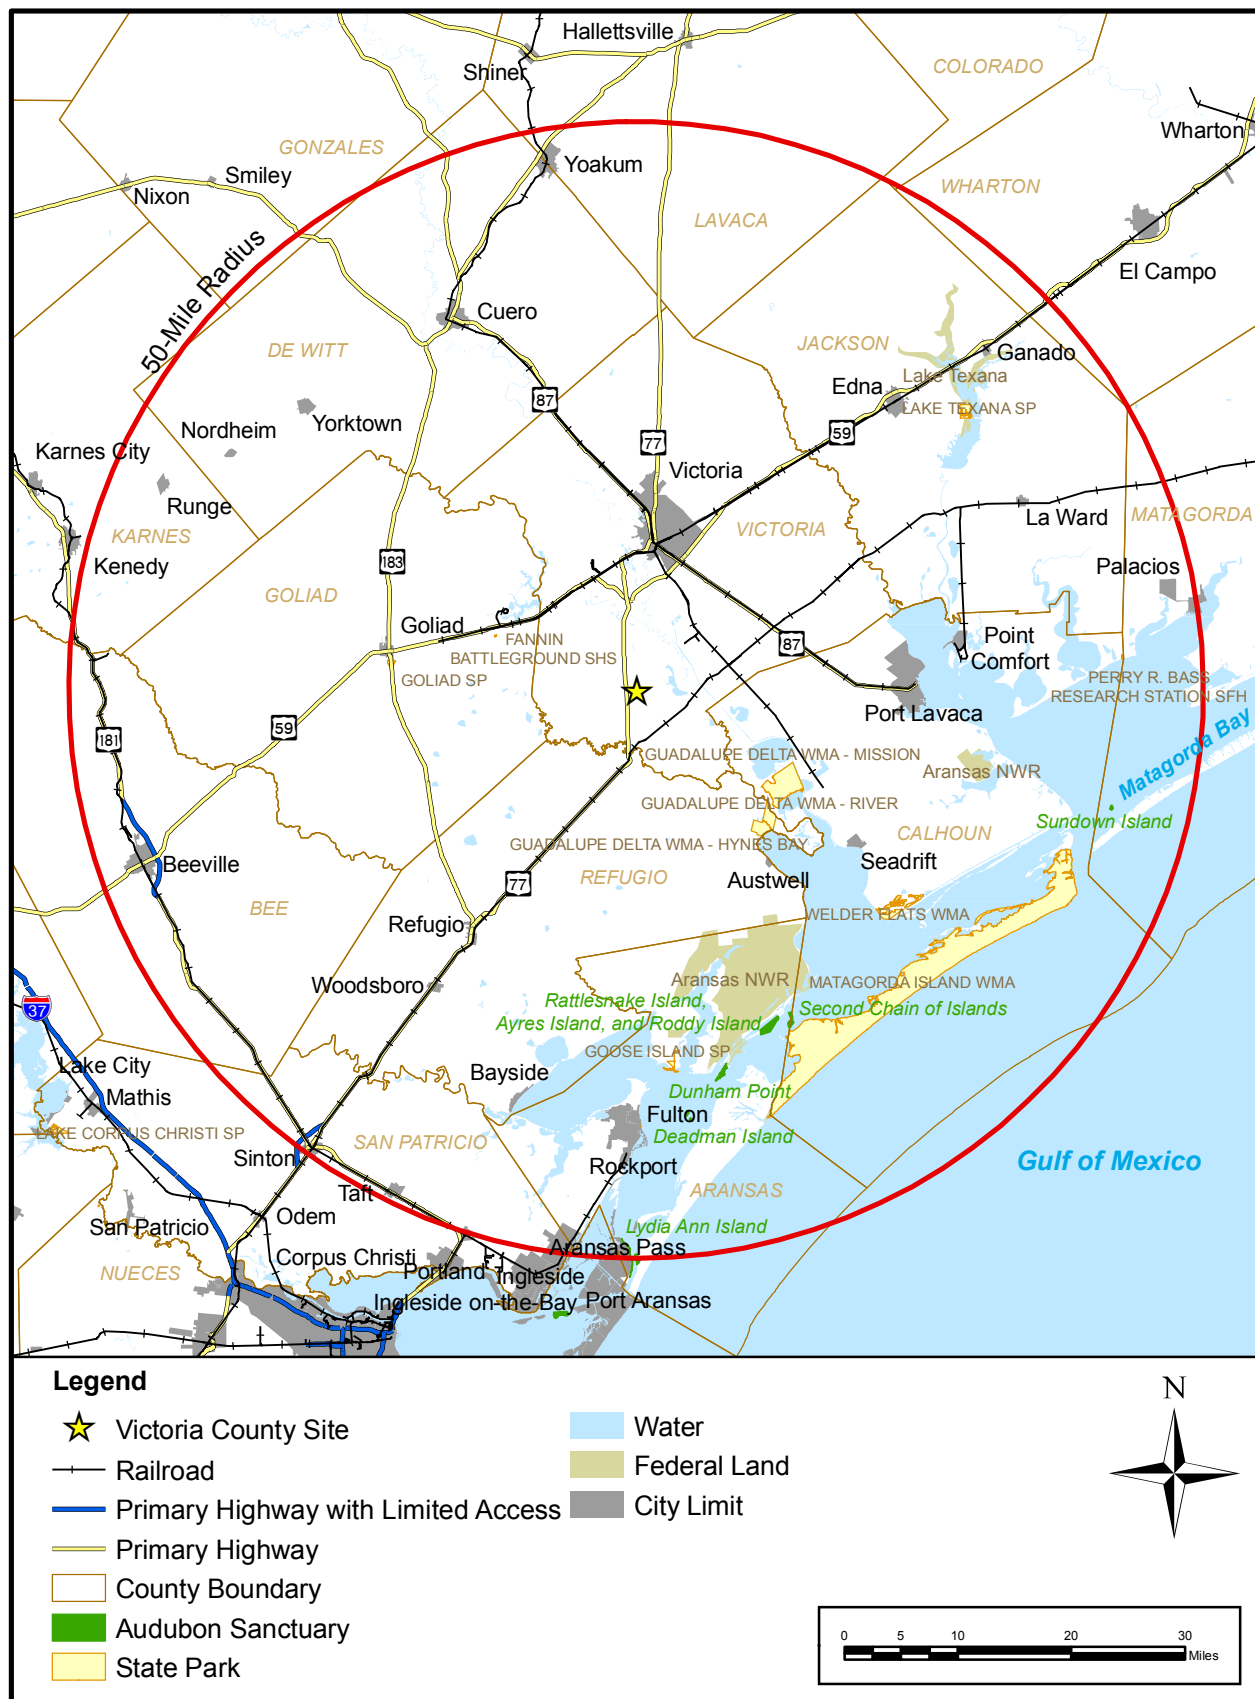 Hallettsville
Shiner
COLORADO
Wharton
GONZALES
Yoakum
Smiley
Nixon
WHARTON
LAVACA
50-Mile Radius
El Campo
Cuero
DE WITT
JACKSON
Ganado
Lake Texana
Edna
LAKE TEXANA SP
87
Yorktown
Nordheim
59
77
Karnes City
Victoria
Runge
La Ward
MATAGORDA
VICTORIA
KARNES
Kenedy
183
Palacios
GOLIAD
Goliad
FANNIN
BATTLEGROUND SHS
Point
Comfort
87
GOLIAD SP
PERRY R. BASS
RESEARCH STATION SFH
Port Lavaca
59
181
Matagorda Bay
GUADALUPE DELTA WMA - MISSION
Aransas NWR
GUADALUPE DELTA WMA - RIVER
Sundown Island
CALHOUN
GUADALUPE DELTA WMA - HYNES BAY
Beeville
Seadrift
REFUGIO
Austwell
77
BEE
WELDER FLATS WMA
Refugio
Aransas NWR
MATAGORDA ISLAND WMA
Woodsboro
Rattlesnake Island,
Ayres Island, and Roddy Island
Second Chain of Islands
37
GOOSE ISLAND SP
Lake City
Bayside
Mathis
Dunham Point
Fulton
LAKE CORPUS CHRISTI SP
SAN PATRICIO
Deadman Island
Sinton
Gulf of Mexico
Rockport
Taft
ARANSAS
Odem
San Patricio
Lydia Ann Island
Corpus Christi
Aransas Pass
NUECES
Portland
Ingleside
Ingleside on-the-Bay
Port Aransas
Legend
Victoria County Site
Railroad
Primary Highway with Limited Access
Primary Highway
County Boundary
Audubon Sanctuary
State Park
Water
Federal Land
City Limit
N
0 5 10 20 30
Miles